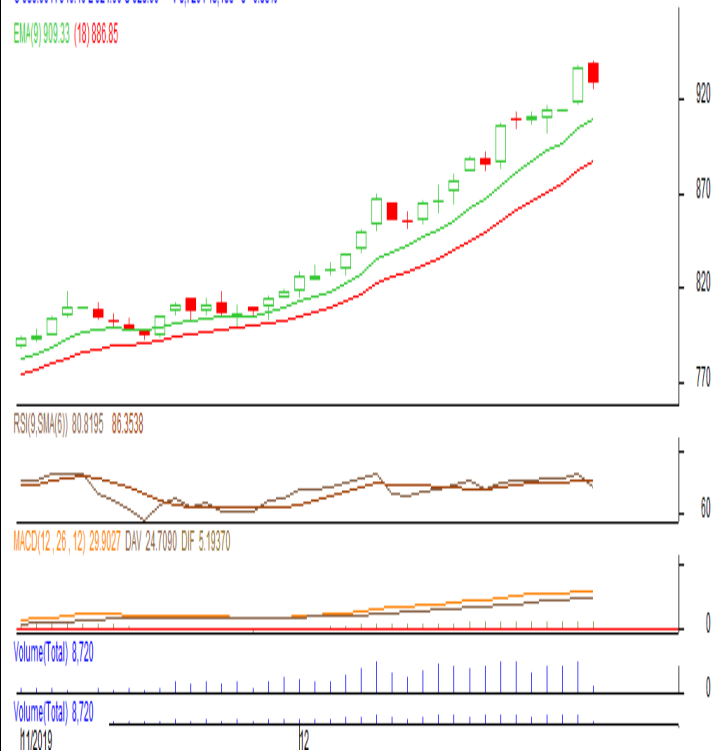 EMA(9) 909.33 (18) 886.85
920
870
820
770
RSI(9,SMA(6)) 80.8195 86.3538
60
MACD(12 , 26 , 12) 29.9027 DAV 24.7090 DIF 5.19370
0
Volume(Total) 8,720
0
Volume(Total) 8,720
11/2019
12